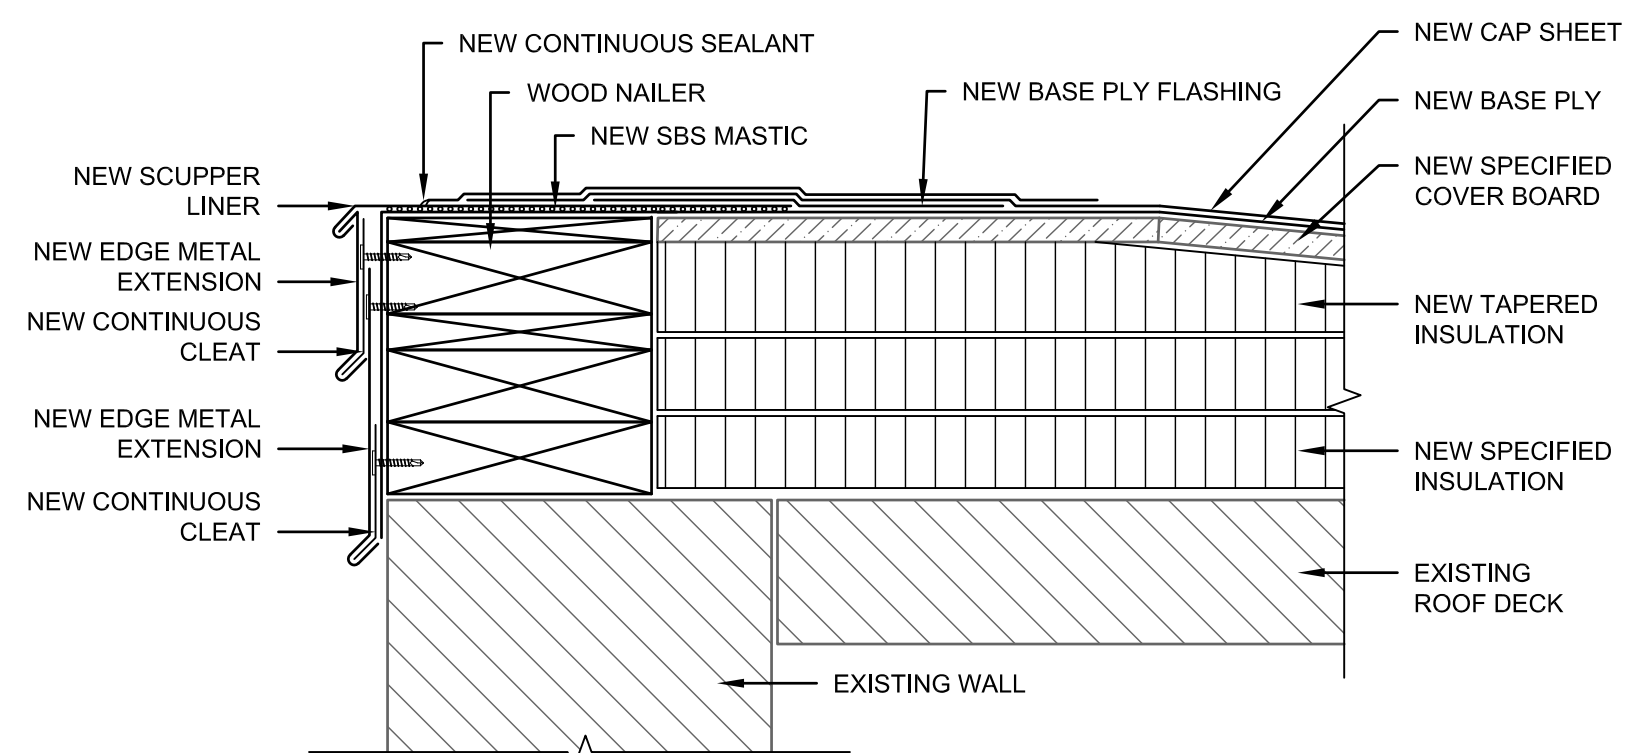 NEW CONTINUOUS SEALANT
WOOD NAILER
NEW SBS MASTIC
NEW BASE PLY FLASHING
NEW CAP SHEET
NEW BASE PLY
NEW SPECIFIED
COVER BOARD
NEW SCUPPER
LINER
NEW EDGE METAL
EXTENSION
NEW CONTINUOUS
CLEAT
NEW EDGE METAL
EXTENSION
NEW CONTINUOUS
CLEAT
NEW TAPERED
INSULATION
NEW SPECIFIED
INSULATION
EXISTING
ROOF DECK
EXISTING WALL